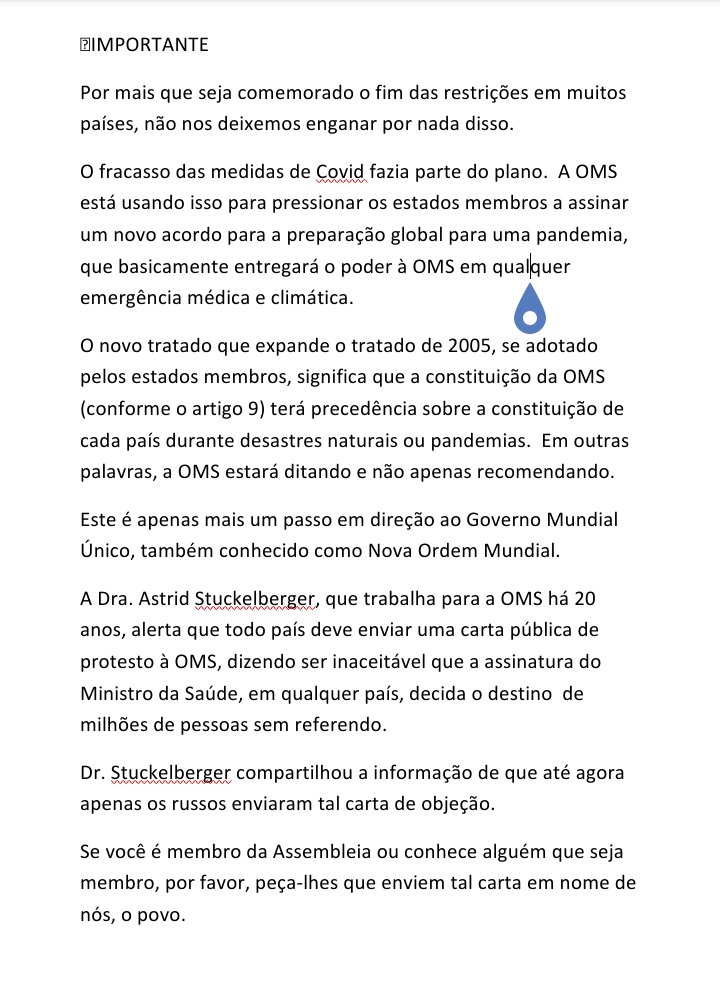 IMPORTANTE
Por mais que seja comemorado o fim das restrições em muitos
países, não nos deixemos enganar por nada disso.
O fracasso das medidas de Covid fazia parte do plano.  A OMS
está usando isso para pressionar os estados membros a assinar
um novo acordo para a preparação global para uma pandemia,
que basicamente entregará o poder à OMS em qualquer
emergência médica e climática.
O novo tratado que expande o tratado de 2005, se adotado
pelos estados membros, significa que a constituição da OMS
(conforme o artigo 9) terá precedência sobre a constituição de
cada país durante desastres naturais ou pandemias.  Em outras
palavras, a OMS estará ditando e não apenas recomendando.
Este é apenas mais um passo em direção ao Governo Mundial
Único, também conhecido como Nova Ordem Mundial.
A Dra. Astrid Stuckelberger, que trabalha para a OMS há 20
anos, alerta que todo país deve enviar uma carta pública de
protesto à OMS, dizendo ser inaceitável que a assinatura do
Ministro da Saúde, em qualquer país, decida o destino  de
milhões de pessoas sem referendo.
Dr. Stuckelberger compartilhou a informação de que até agora
apenas os russos enviaram tal carta de objeção.
Se você é membro da Assembleia ou conhece alguém que seja
membro, por favor, peça-lhes que enviem tal carta em nome de
nós, o povo.